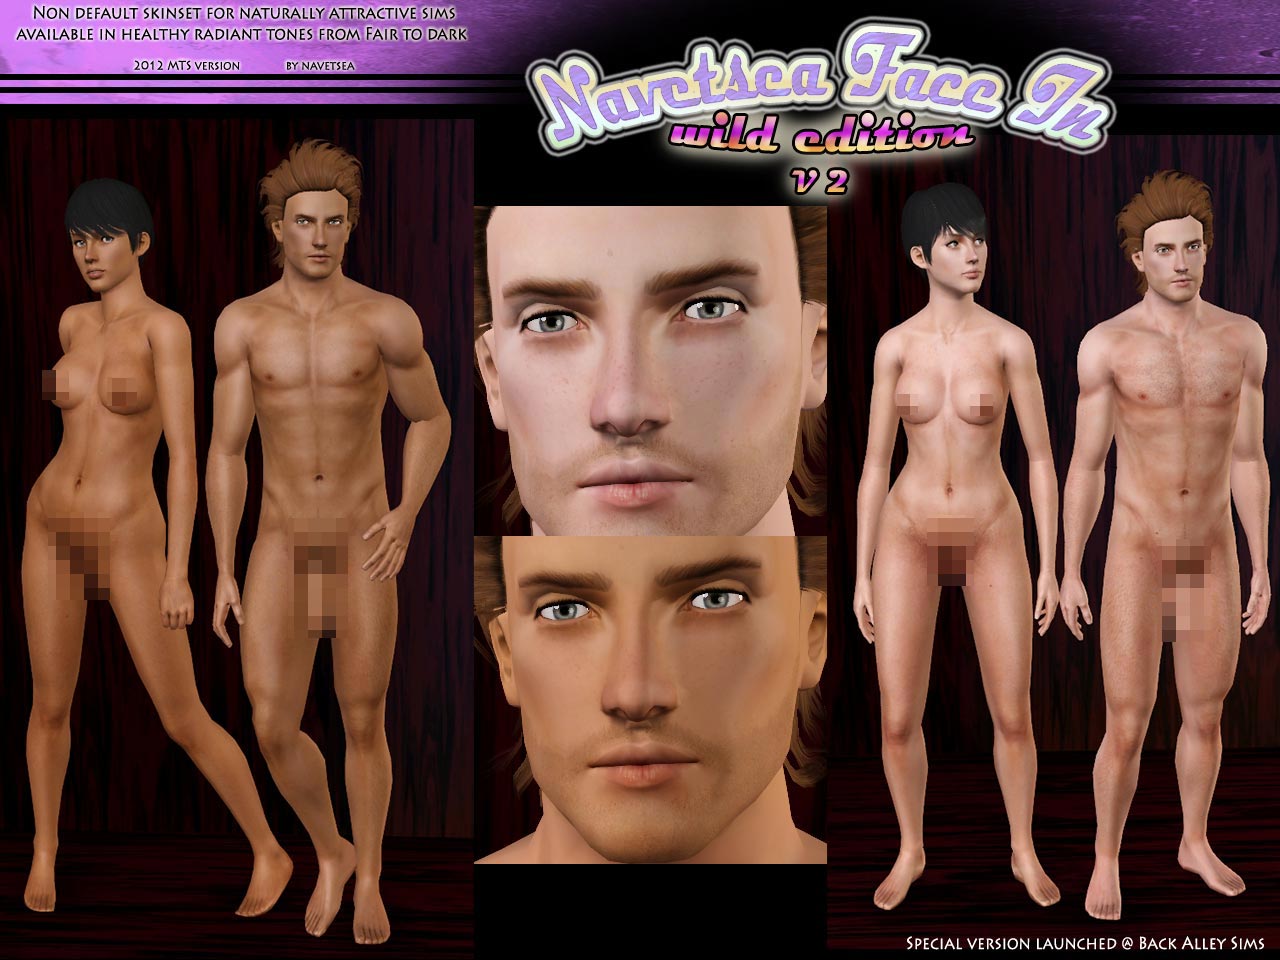 Non default skinset for naturally attractive sims
available in healthy radiant tones from Fair to dark
2012 MTS version by navetsea
Navetsea Face In
wild edition
V 2
Special version launched @ Back Alley Sims